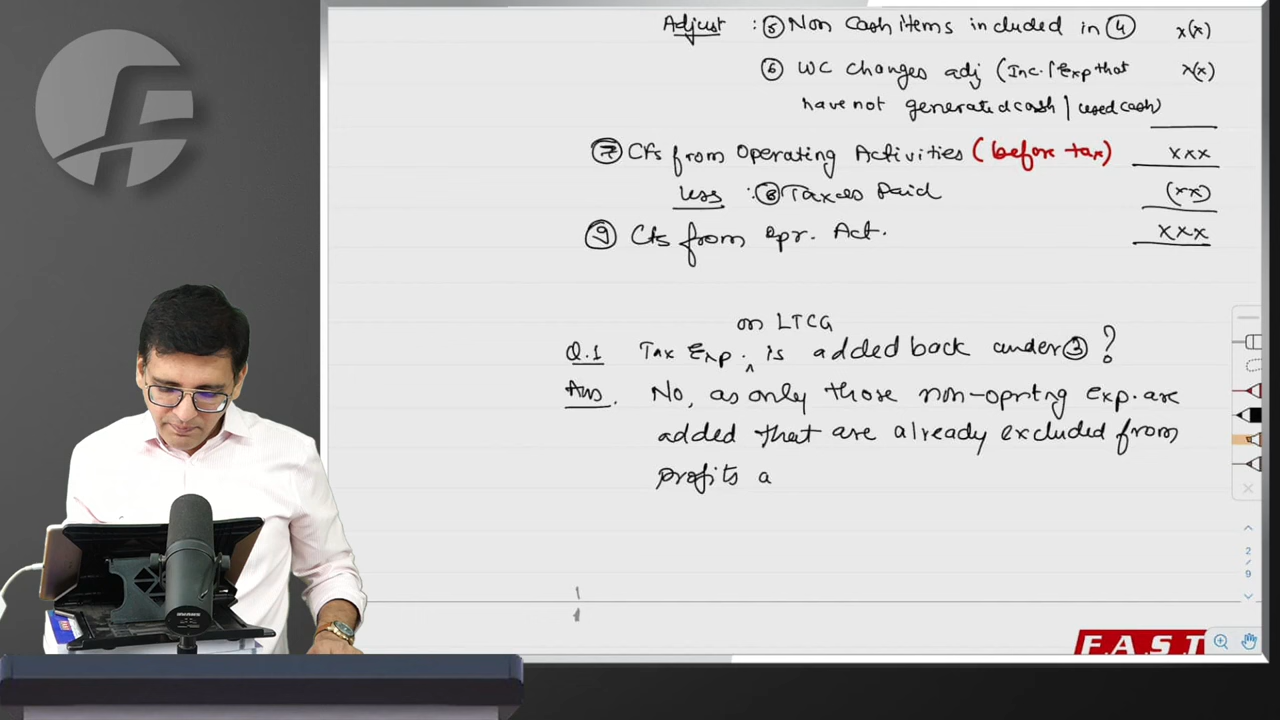 Adjust : ⑤ Non Cash items included in ④ x(x)
⑥ WC changes adj (Inc. / Exp that x(x)
have not generated cash / used cash)
⑦ CFs from Operating Activities (before tax) xxx
less : ⑧ Taxes Paid (xx)
⑨ CFs from opr. Act. xxx
on LTCG
Q.1 Tax Exp. ^ is added back under ③ ?
Ans. No, as only those non-oprtng exp. are
added that are already excluded from
profits a
2
/
9
F.A.S.T